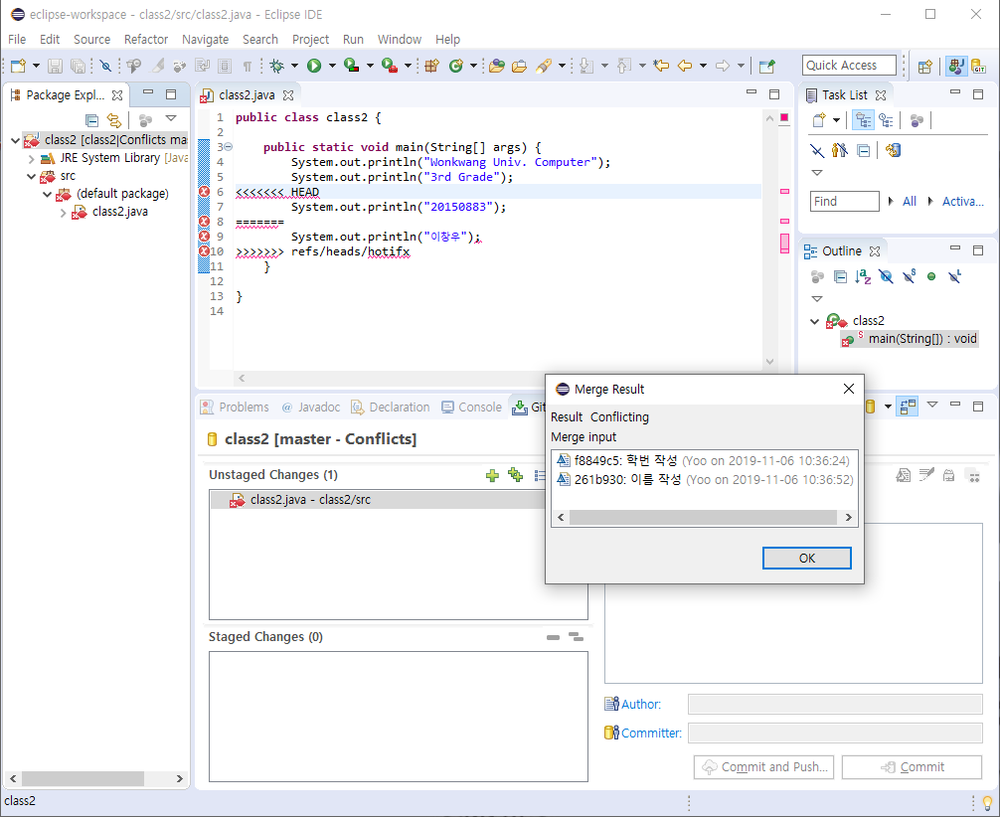 eclipse-workspace - class2/src/class2.java - Eclipse IDE
File Edit Source Refactor Navigate Search Project Run Window Help
Quick Access
Package Expl...
class2 [class2|Conflicts ma
JRE System Library [Java
src
(default package)
class2.java
class2.java
1 public class class2 {
2
3 public static void main(String[] args) {
4 System.out.println("Wonkwang Univ. Computer");
5 System.out.println("3rd Grade");
6 <<<<<<< HEAD
7 System.out.println("20150883");
8 =======
9 System.out.println("이창우");
10 >>>>>>> refs/heads/hotifx
11 }
12
13 }
14
Task List
Find All Activa...
Outline
class2
main(String[]) : void
Problems Javadoc Declaration Console Git
class2 [master - Conflicts]
Unstaged Changes (1)
class2.java - class2/src
Staged Changes (0)
Merge Result
Result Conflicting
Merge input
f8849c5: 학번 작성 (Yoo on 2019-11-06 10:36:24)
261b930: 이름 작성 (Yoo on 2019-11-06 10:36:52)
OK
Author:
Committer:
Commit and Push... Commit
class2